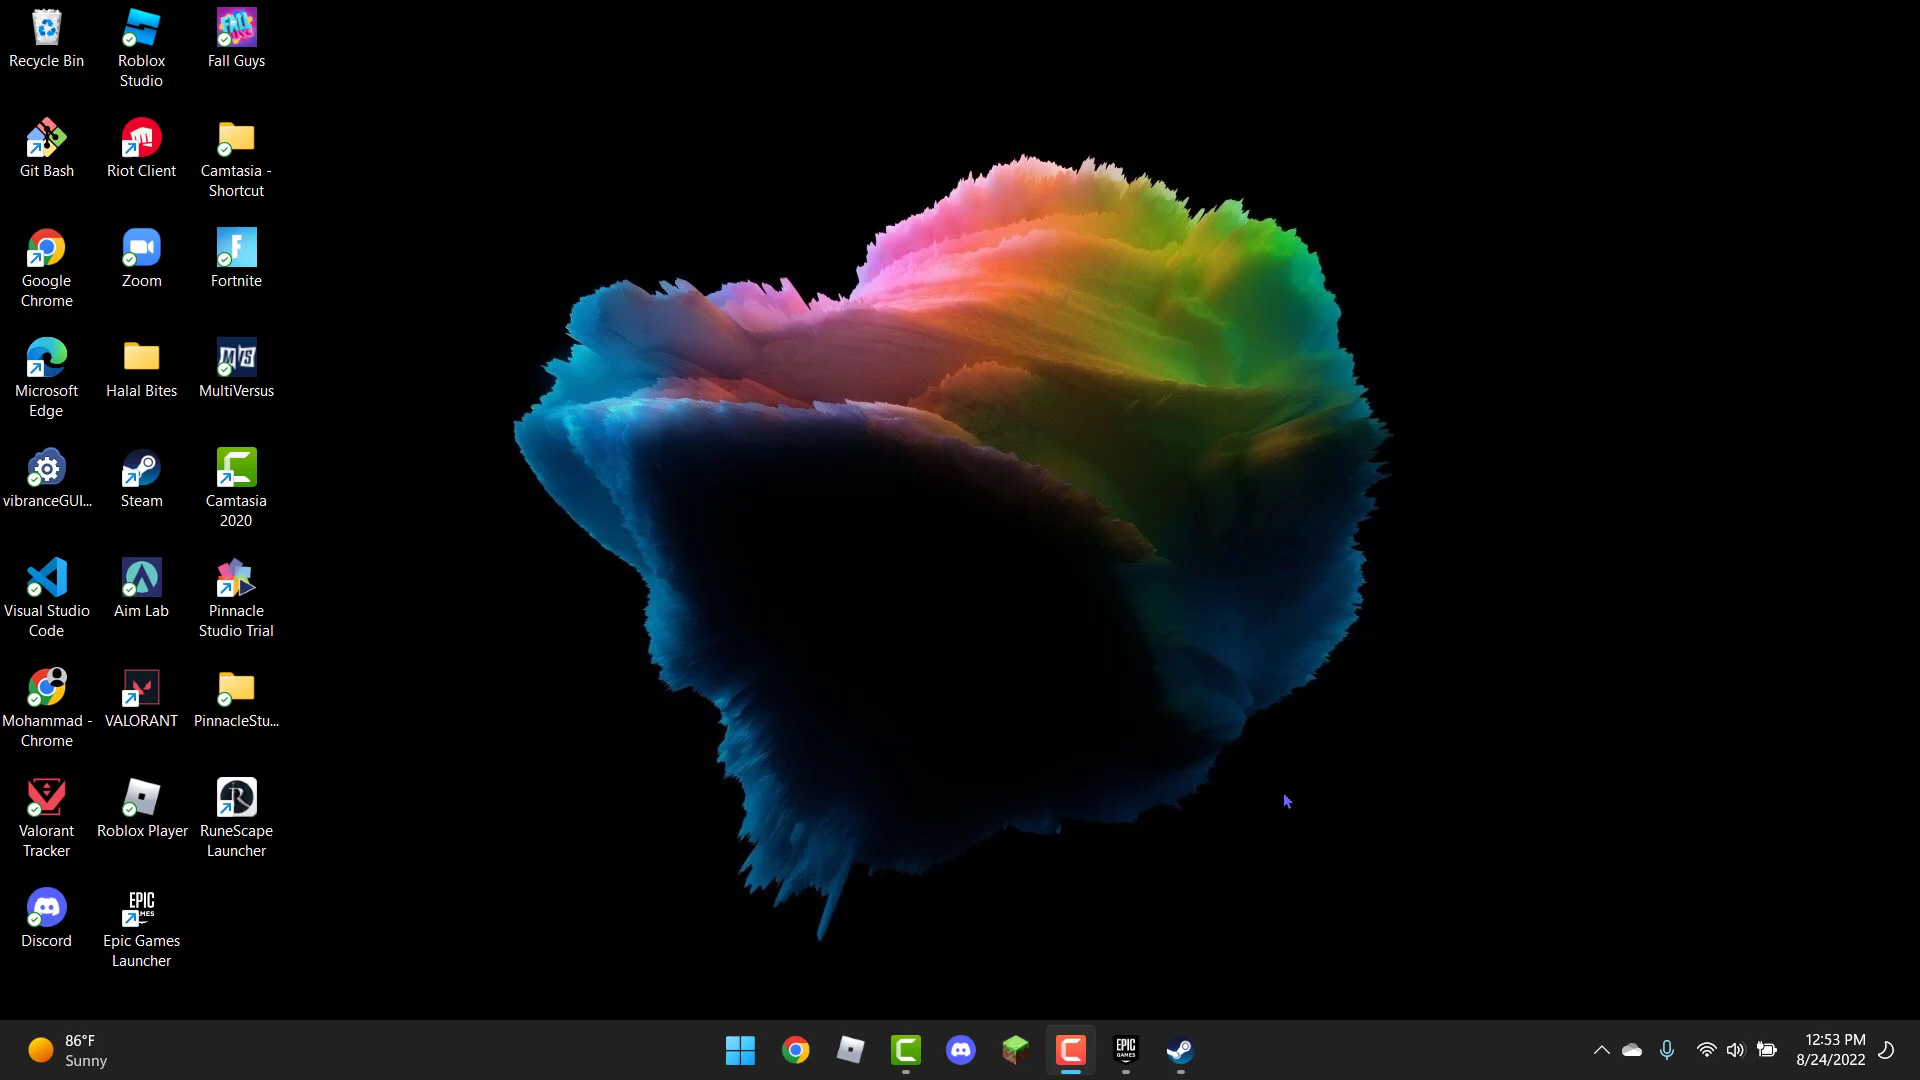 Recycle Bin
Roblox
Studio
Fall Guys
Git Bash
Riot Client
Camtasia -
Shortcut
Google
Chrome
Zoom
Fortnite
Microsoft
Edge
Halal Bites
MultiVersus
vibranceGUI...
Steam
Camtasia
2020
Visual Studio
Code
Aim Lab
Pinnacle
Studio Trial
Mohammad -
Chrome
VALORANT
PinnacleStu...
Valorant
Tracker
Roblox Player
RuneScape
Launcher
Discord
Epic Games
Launcher
86°F
Sunny
EPIC
GAMES
12:53 PM
8/24/2022